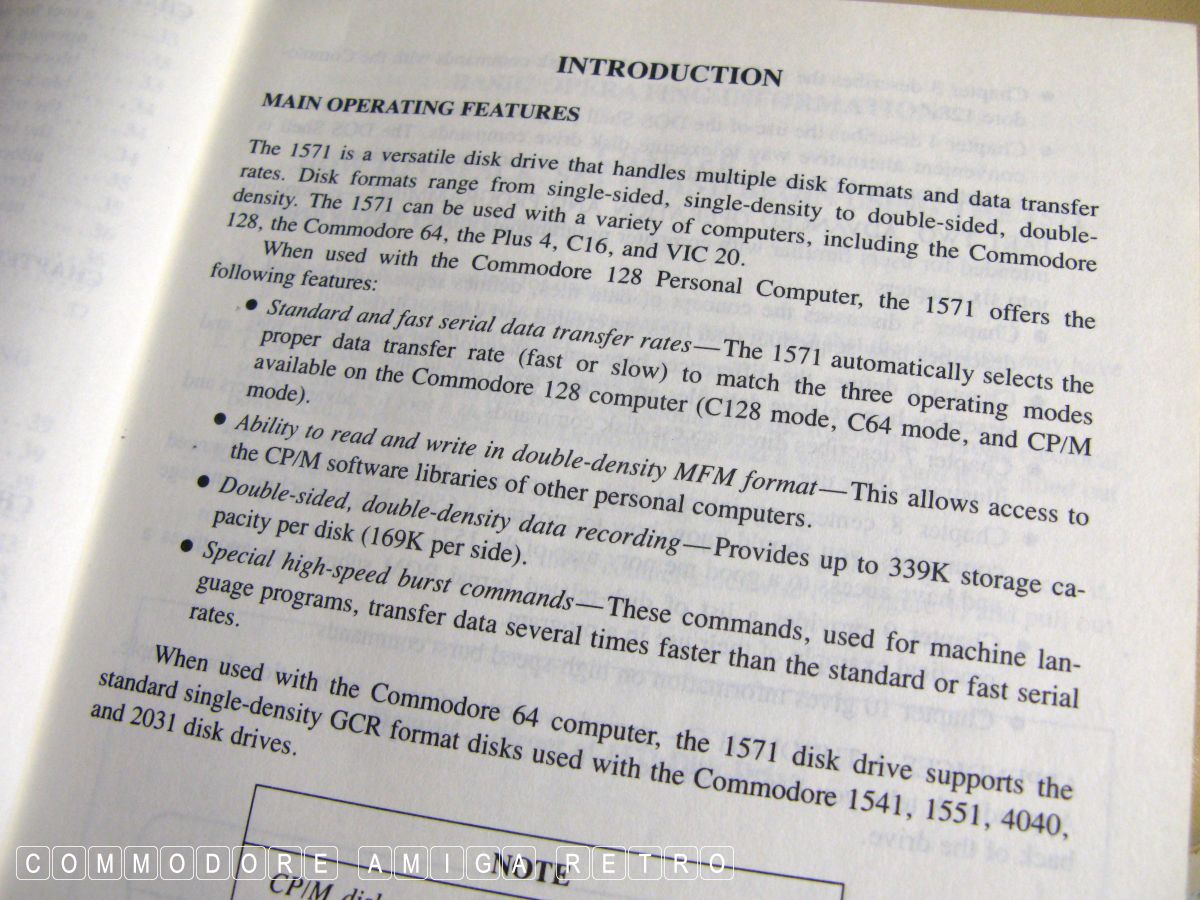 INTRODUCTION
MAIN OPERATING FEATURES
The 1571 is a versatile disk drive that handles multiple disk formats and data transfer
rates. Disk formats range from single-sided, single-density to double-sided, double-
density. The 1571 can be used with a variety of computers, including the Commodore
128, the Commodore 64, the Plus 4, C16, and VIC 20.
When used with the Commodore 128 Personal Computer, the 1571 offers the
following features:
● Standard and fast serial data transfer rates—The 1571 automatically selects the
proper data transfer rate (fast or slow) to match the three operating modes
available on the Commodore 128 computer (C128 mode, C64 mode, and CP/M
mode).
● Ability to read and write in double-density MFM format—This allows access to
the CP/M software libraries of other personal computers.
● Double-sided, double-density data recording—Provides up to 339K storage ca-
pacity per disk (169K per side).
● Special high-speed burst commands—These commands, used for machine lan-
guage programs, transfer data several times faster than the standard or fast serial
rates.
When used with the Commodore 64 computer, the 1571 disk drive supports the
standard single-density GCR format disks used with the Commodore 1541, 1551, 4040,
and 2031 disk drives.
NOTE
CP/M
COMMODORE AMIGA RETRO